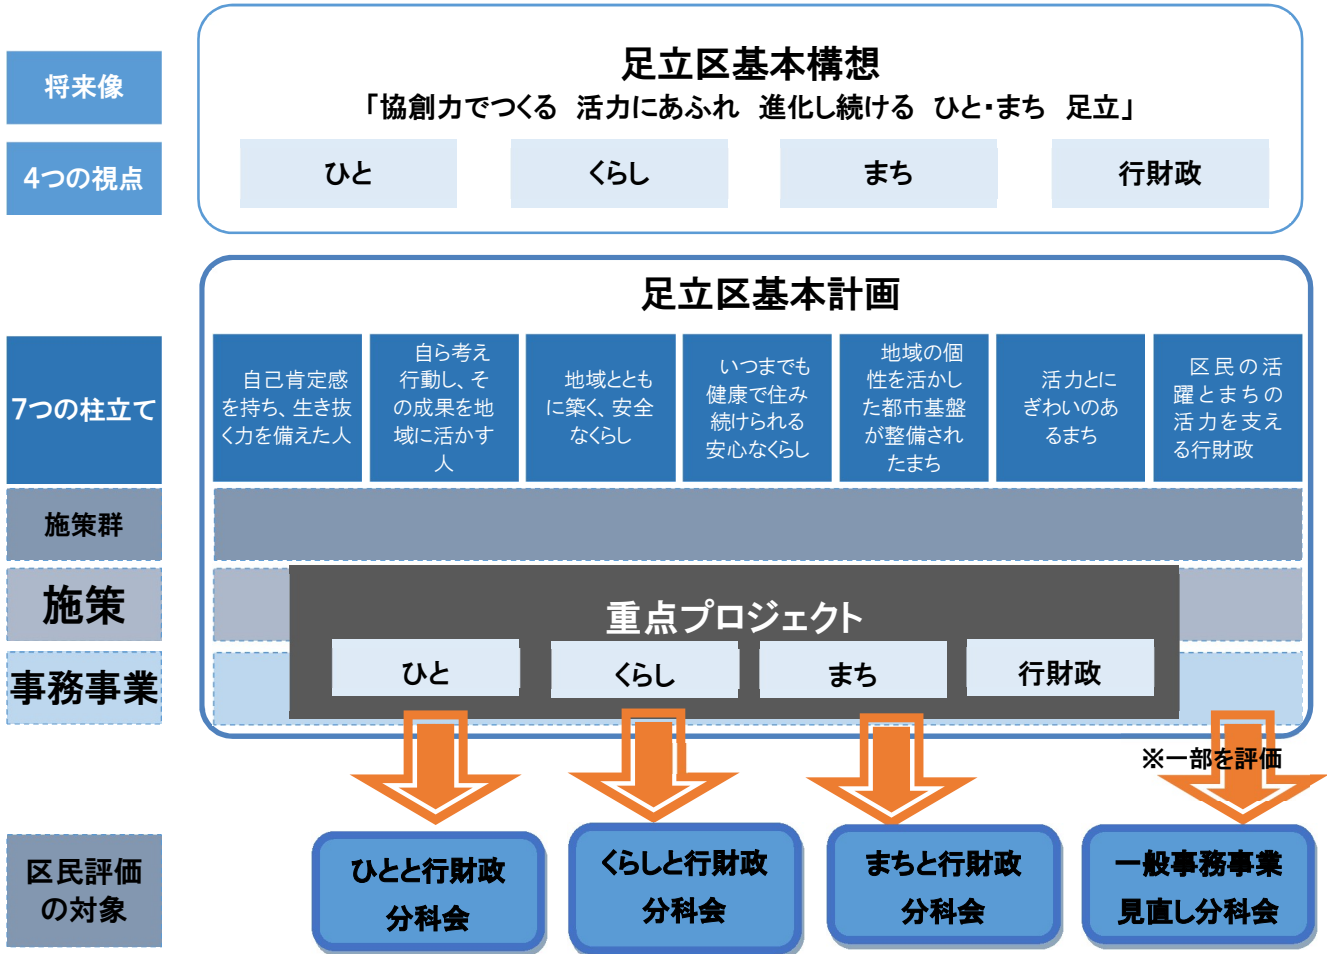 将来像
足立区基本構想
「協創力でつくる 活力にあふれ 進化し続ける ひと・まち 足立」
4つの視点
ひと
くらし
まち
行財政
足立区基本計画
7つの柱立て
自己肯定感
を持ち、生き抜
く力を備えた人
自ら考え
行動し、そ
の成果を地
域に活かす
人
地域ととも
に築く、安全
なくらし
いつまでも
健康で住み
続けられる
安心なくらし
地域の個
性を活かし
た都市基盤
が整備され
たまち
活力とに
ぎわいのあ
るまち
区民の活
躍とまちの
活力を支え
る行財政
施策群
施策
重点プロジェクト
事務事業
ひと
くらし
まち
行財政
※一部を評価
区民評価
の対象
ひとと行財政
分科会
くらしと行財政
分科会
まちと行財政
分科会
一般事務事業
見直し分科会